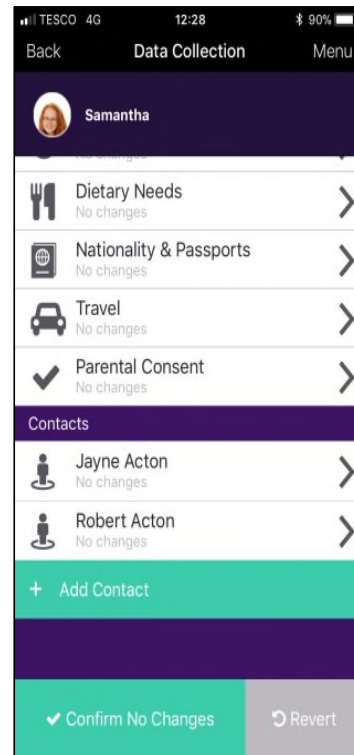 TESCO 4G 12:28 90%
Back Data Collection Menu
Samantha
No changes
Dietary Needs
No changes
Nationality & Passports
No changes
Travel
No changes
Parental Consent
No changes
Contacts
Jayne Acton
No changes
Robert Acton
No changes
+ Add Contact
Confirm No Changes Revert